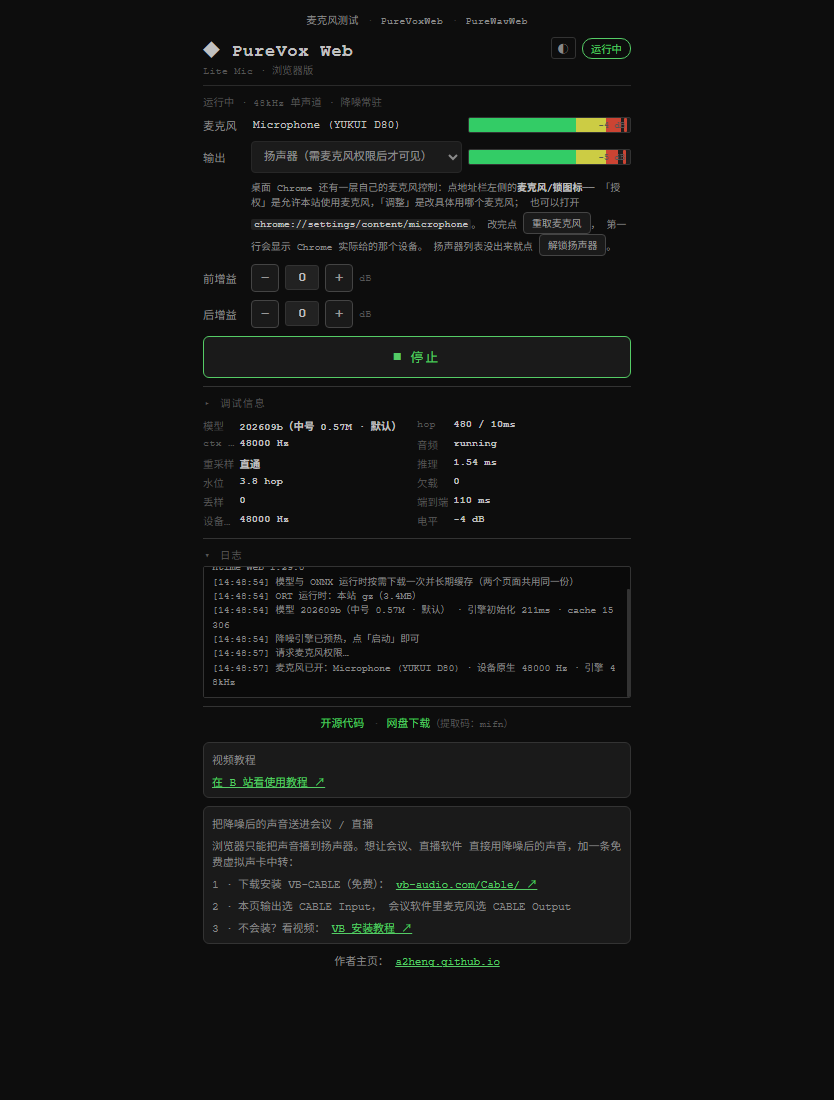 麦克风测试 · PureVoxWeb · PureWavWeb
◆ PureVox Web
运行中
Lite Mic · 浏览器版
运行中 · 48kHz 单声道 · 降噪常驻
麦克风 Microphone (YUKUI D80)
输出 扬声器（需麦克风权限后才可见）
桌面 Chrome 还有一层自己的麦克风控制：点地址栏左侧的麦克风/锁图标—— 「授
权」是允许本站使用麦克风，「调整」是改具体用哪个麦克风； 也可以打开
chrome://settings/content/microphone。 改完点 重取麦克风 ， 第一
行会显示 Chrome 实际给的那个设备。 扬声器列表没出来就点 解锁扬声器 。
前增益 − 0 + dB
后增益 − 0 + dB
■ 停止
调试信息
模型 202609b（中号 0.57M · 默认） hop 480 / 10ms
ctx … 48000 Hz 音频 running
重采样 直通 推理 1.54 ms
水位 3.8 hop 欠载 0
丢样 0 端到端 110 ms
设备… 48000 Hz 电平 -4 dB
日志
ntime Web 1.29.0
[14:48:54] 模型与 ONNX 运行时按需下载一次并长期缓存（两个页面共用同一份）
[14:48:54] ORT 运行时：本站 gz（3.4MB）
[14:48:54] 模型 202609b（中号 0.57M · 默认） · 引擎初始化 211ms · cache 15
306
[14:48:54] 降噪引擎已预热，点「启动」即可
[14:48:57] 请求麦克风权限…
[14:48:57] 麦克风已开：Microphone (YUKUI D80) · 设备原生 48000 Hz · 引擎 4
8kHz
开源代码 · 网盘下载（提取码：mifn）
视频教程
在 B 站看使用教程 ↗
把降噪后的声音送进会议 / 直播
浏览器只能把声音播到扬声器。想让会议、直播软件 直接用降噪后的声音，加一条免
费虚拟声卡中转：
1 · 下载安装 VB-CABLE（免费）： vb-audio.com/Cable/ ↗
2 · 本页输出选 CABLE Input， 会议软件里麦克风选 CABLE Output
3 · 不会装？看视频： VB 安装教程 ↗
作者主页： a2heng.github.io